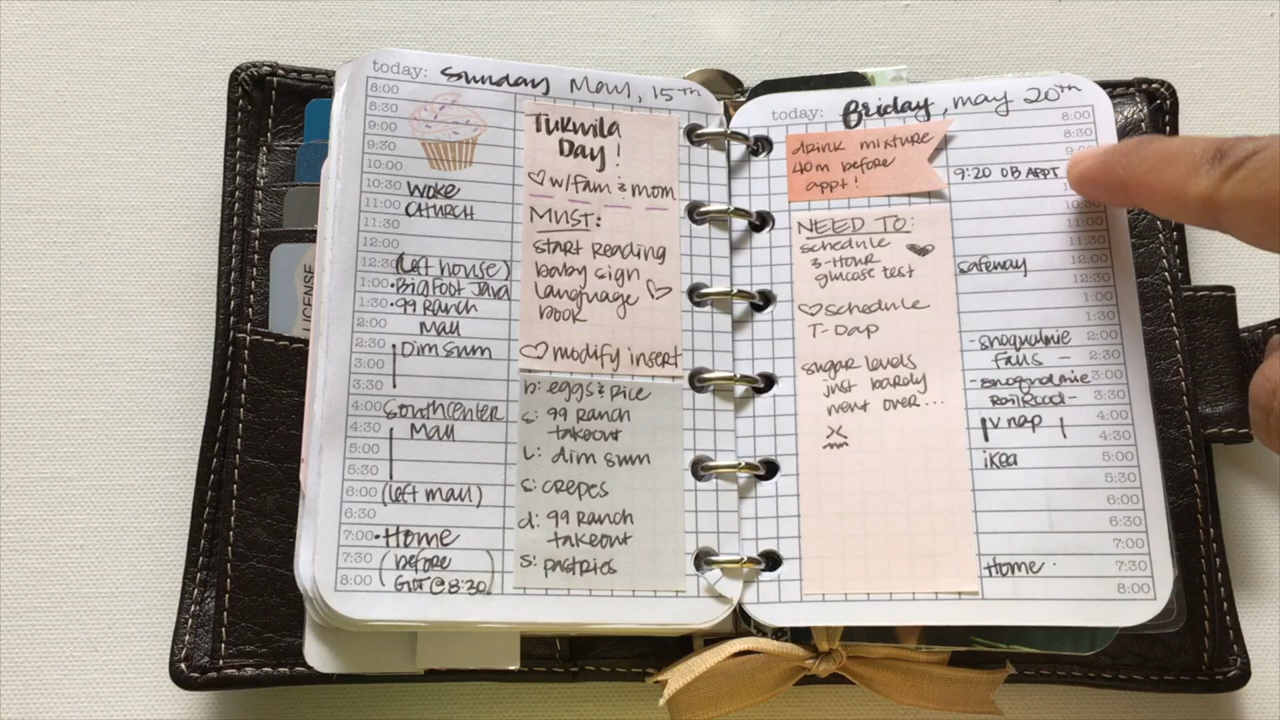 today: Sunday May, 15th
8:00
8:30
9:00
9:30
10:00
10:30 WOKE
11:00 CHURCH
11:30
12:00
12:30 (left house)
1:00 • BigFoot Java
1:30 • 99 Ranch
2:00 Mall
2:30 Dim sum
3:00
3:30
4:00 Southcenter
4:30 Mall
5:00
5:30
6:00 (left mall)
6:30
7:00 • Home
7:30 (before
8:00 GOT @ 8:30)
Tukwila
Day!
♡ w/ fam & mom
MUST:
start reading
baby sign
language ♡
book
♡ modify insert
b: eggs & rice
s: 99 Ranch
takeout
L: dim sum
s: crepes
d: 99 Ranch
takeout
s: pastries
LICENSE
today: Friday, may 20th
drink mixture
40m before
appt!
NEED TO:
schedule
3-HOUR
glucose test
♡ schedule
T-Dap
sugar levels
just barely
went over...
8:00
8:30
9:00
9:20 OB APPT
10:30
11:00
11:30
safeway 12:00
12:30
1:00
1:30
- snoqualmie 2:00
Falls -
- snoqualmie 3:00
Railroad - 3:30
nap 4:00
4:30
ikea 5:00
5:30
6:00
6:30
7:00
Home 7:30
8:00